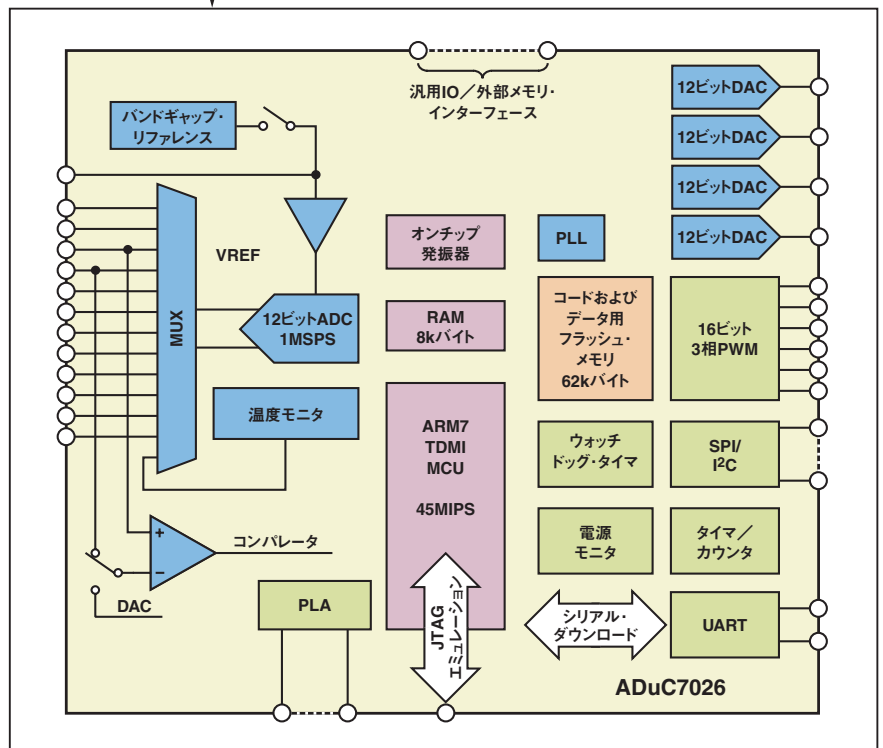 汎用IO／外部メモリ・
インターフェース
12ビットDAC
12ビットDAC
12ビットDAC
12ビットDAC
バンドギャップ・
リファレンス
MUX
VREF
12ビットADC
1MSPS
温度モニタ
オンチップ
発振器
PLL
RAM
8kバイト
コードおよび
データ用
フラッシュ・
メモリ
62kバイト
16ビット
3相PWM
ARM7
TDMI
MCU
45MIPS
ウォッチ
ドッグ・タイマ
SPI/
I²C
電源
モニタ
タイマ／
カウンタ
+
−
コンパレータ
DAC
PLA
JTAG
エミュレーション
シリアル・
ダウンロード
UART
ADuC7026